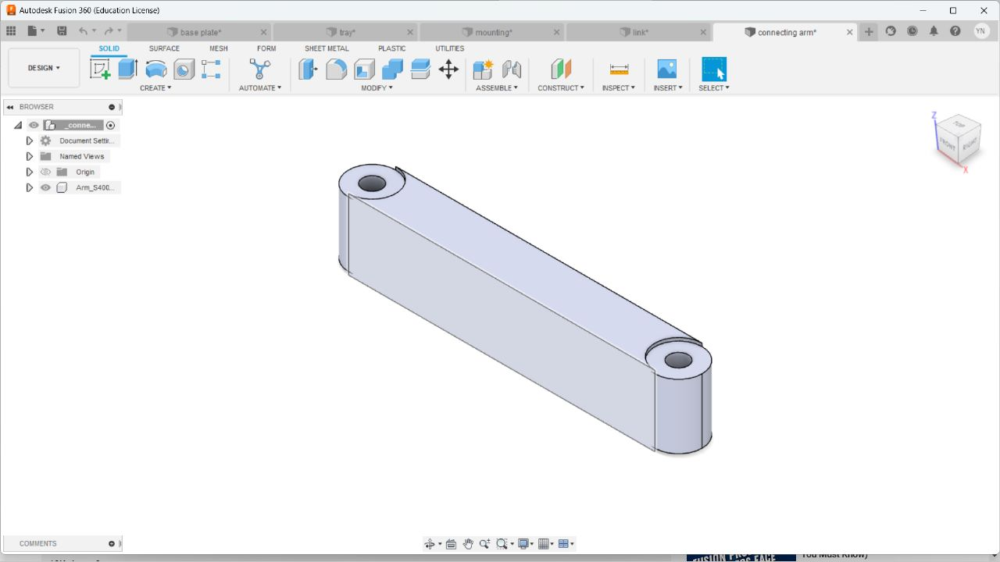 Autodesk Fusion 360 (Education License)
base plate*
tray*
mounting*
link*
connecting arm*
YN
SOLID
SURFACE
MESH
FORM
SHEET METAL
PLASTIC
UTILITIES
DESIGN
CREATE
AUTOMATE
MODIFY
ASSEMBLE
CONSTRUCT
INSPECT
INSERT
SELECT
BROWSER
_conne...
Document Settin...
Named Views
Origin
Arm_S400...
Z
TOP
FRONT
RIGHT
X
COMMENTS
You Must Know)